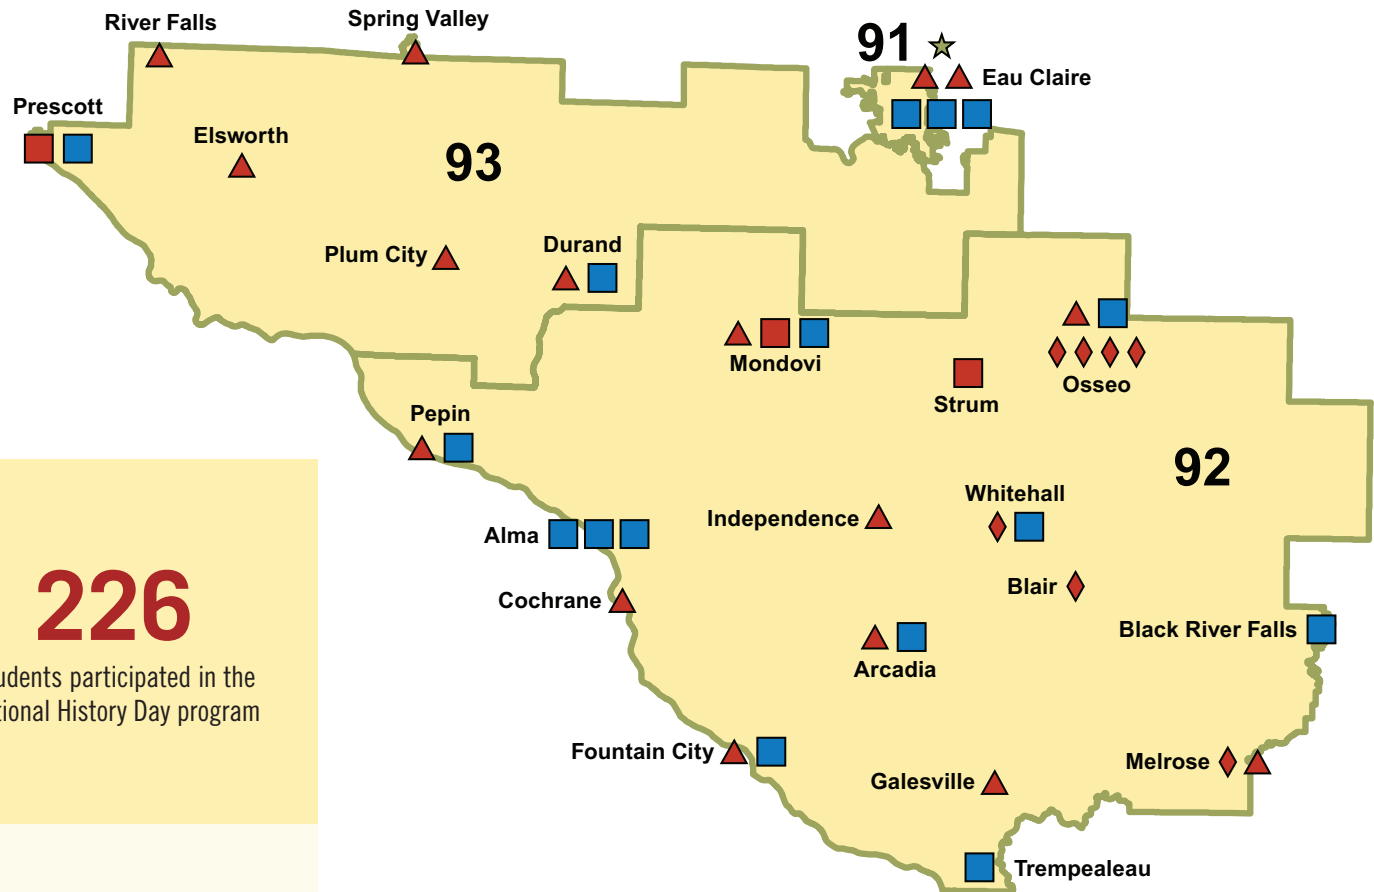 River Falls
Spring Valley
91
Eau Claire
Prescott
Elsworth
93
Plum City
Durand
Mondovi
Osseo
Strum
Pepin
92
Whitehall
Independence
Alma
Blair
Cochrane
Black River Falls
Arcadia
226
udents participated in the
tional History Day program
Fountain City
Melrose
Galesville
Trempealeau